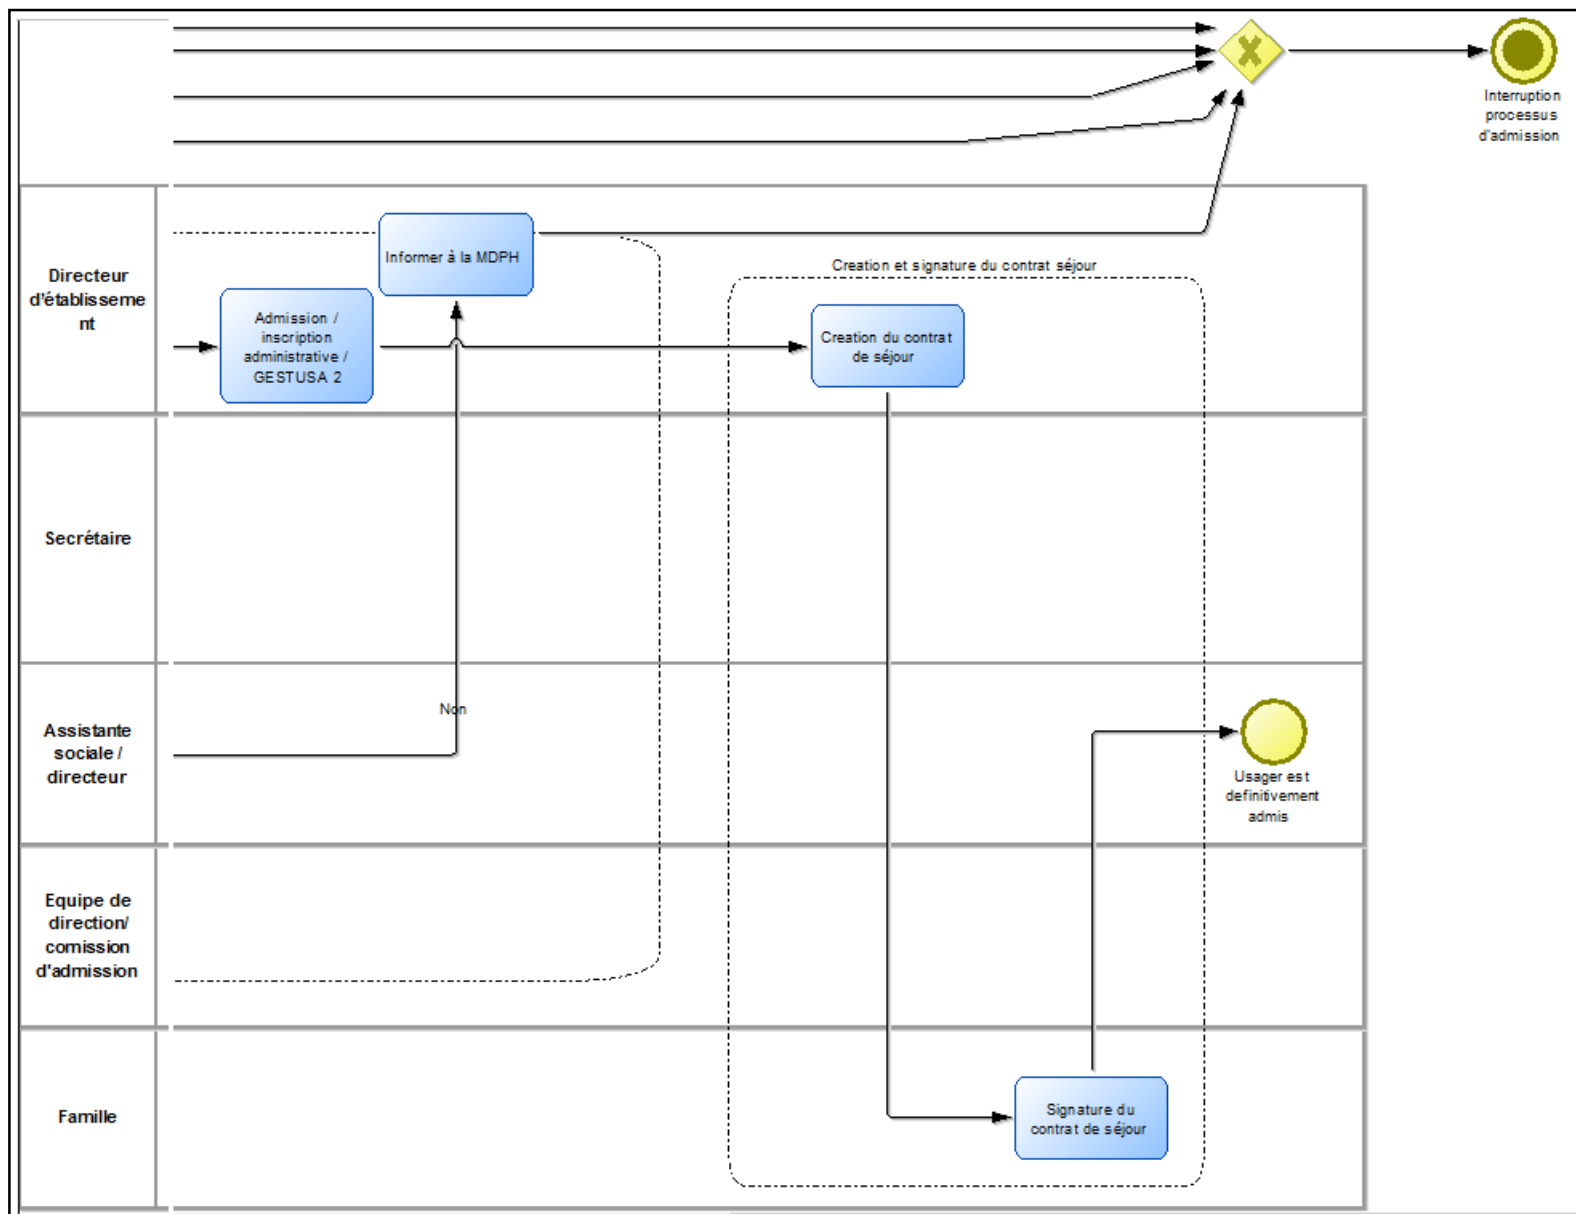 Interruption
processus
d'admission
Directeur
d'établisseme
nt
Informer à la MDPH
Admission /
inscription
administrative /
GESTUSA 2
Creation et signature du contrat séjour
Creation du contrat
de séjour
Secrétaire
Assistante
sociale /
directeur
Non
Usager est
definitivement
admis
Equipe de
direction/
comission
d'admission
Famille
Signature du
contrat de séjour